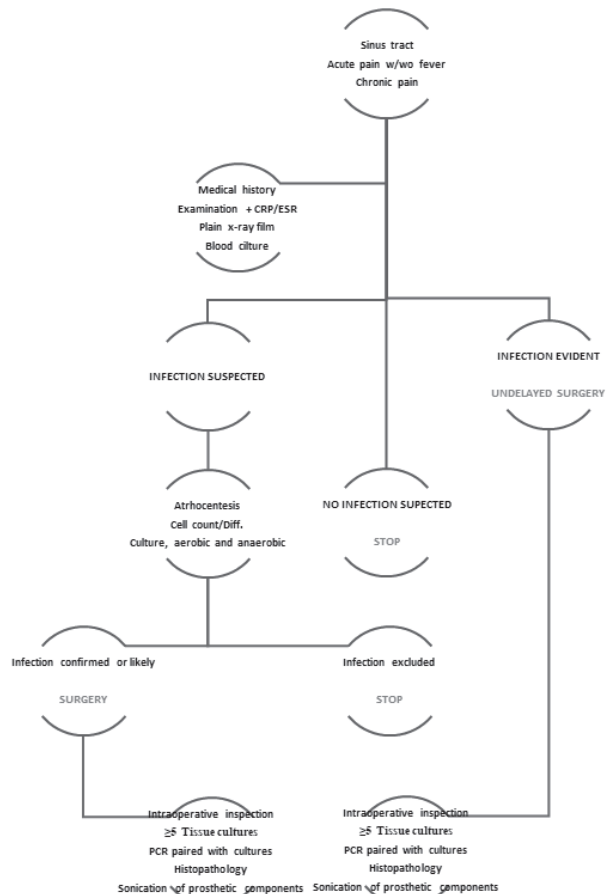 Sinus tract
Acute pain w/wo fever
Chronic pain
Medical history
Examination + CRP/ESR
Plain x-ray film
Blood cilture
INFECTION SUSPECTED
INFECTION EVIDENT
UNDELAYED SURGERY
Atrhocentesis
Cell count/Diff.
Culture, aerobic and anaerobic
NO INFECTION SUPECTED
STOP
Infection confirmed or likely
SURGERY
Infection excluded
STOP
Intraoperative inspection
≥5 Tissue cultures
PCR paired with cultures
Histopathology
Sonication of prosthetic components
Intraoperative inspection
≥5 Tissue cultures
PCR paired with cultures
Histopathology
Sonication of prosthetic components